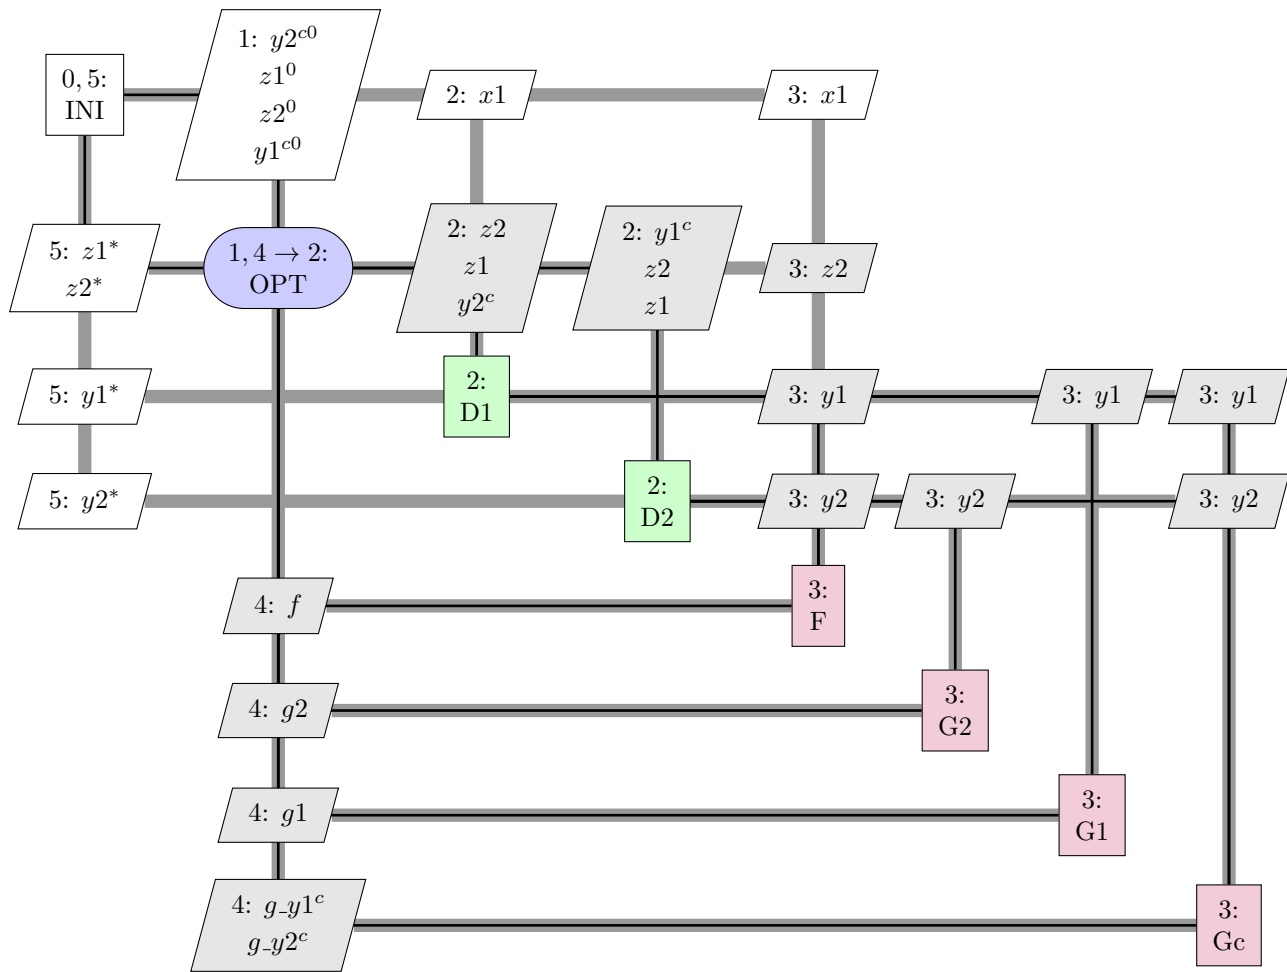 0, 5:
INI
1: y2^{c0}
z1^0
z2^0
y1^{c0}
2: x1
3: x1
5: z1*
z2*
1, 4 → 2:
OPT
2: z2
z1
y2^c
2: y1^c
z2
z1
3: z2
5: y1*
2:
D1
3: y1
3: y1
3: y1
5: y2*
2:
D2
3: y2
3: y2
3: y2
4: f
3:
F
4: g2
3:
G2
4: g1
3:
G1
4: g_y1^c
g_y2^c
3:
Gc